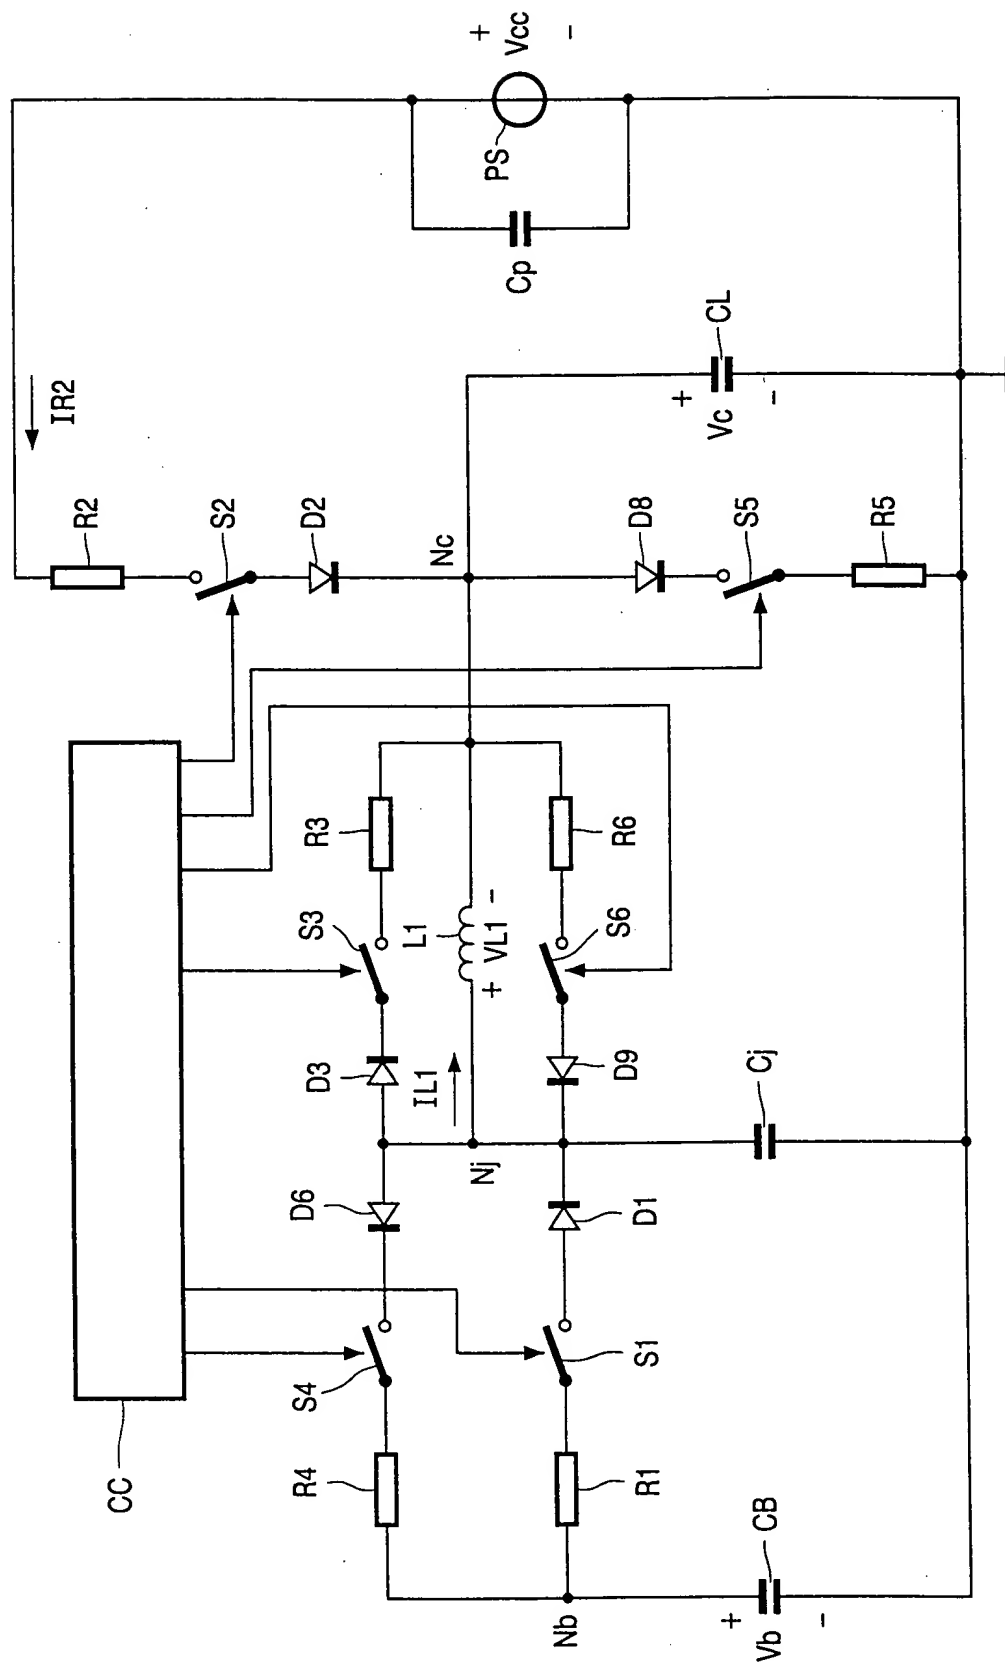 +
Vcc
-
PS
Cp
IR2
CL
+
Vc
-
R2
S2
D2
Nc
D8
S5
R5
R3
S3
L1
+ VL1 -
R6
S6
D3
IL1
D9
Cj
D6
Nj
D1
S4
S1
CC
R4
R1
Nb
CB
+
Vb
-